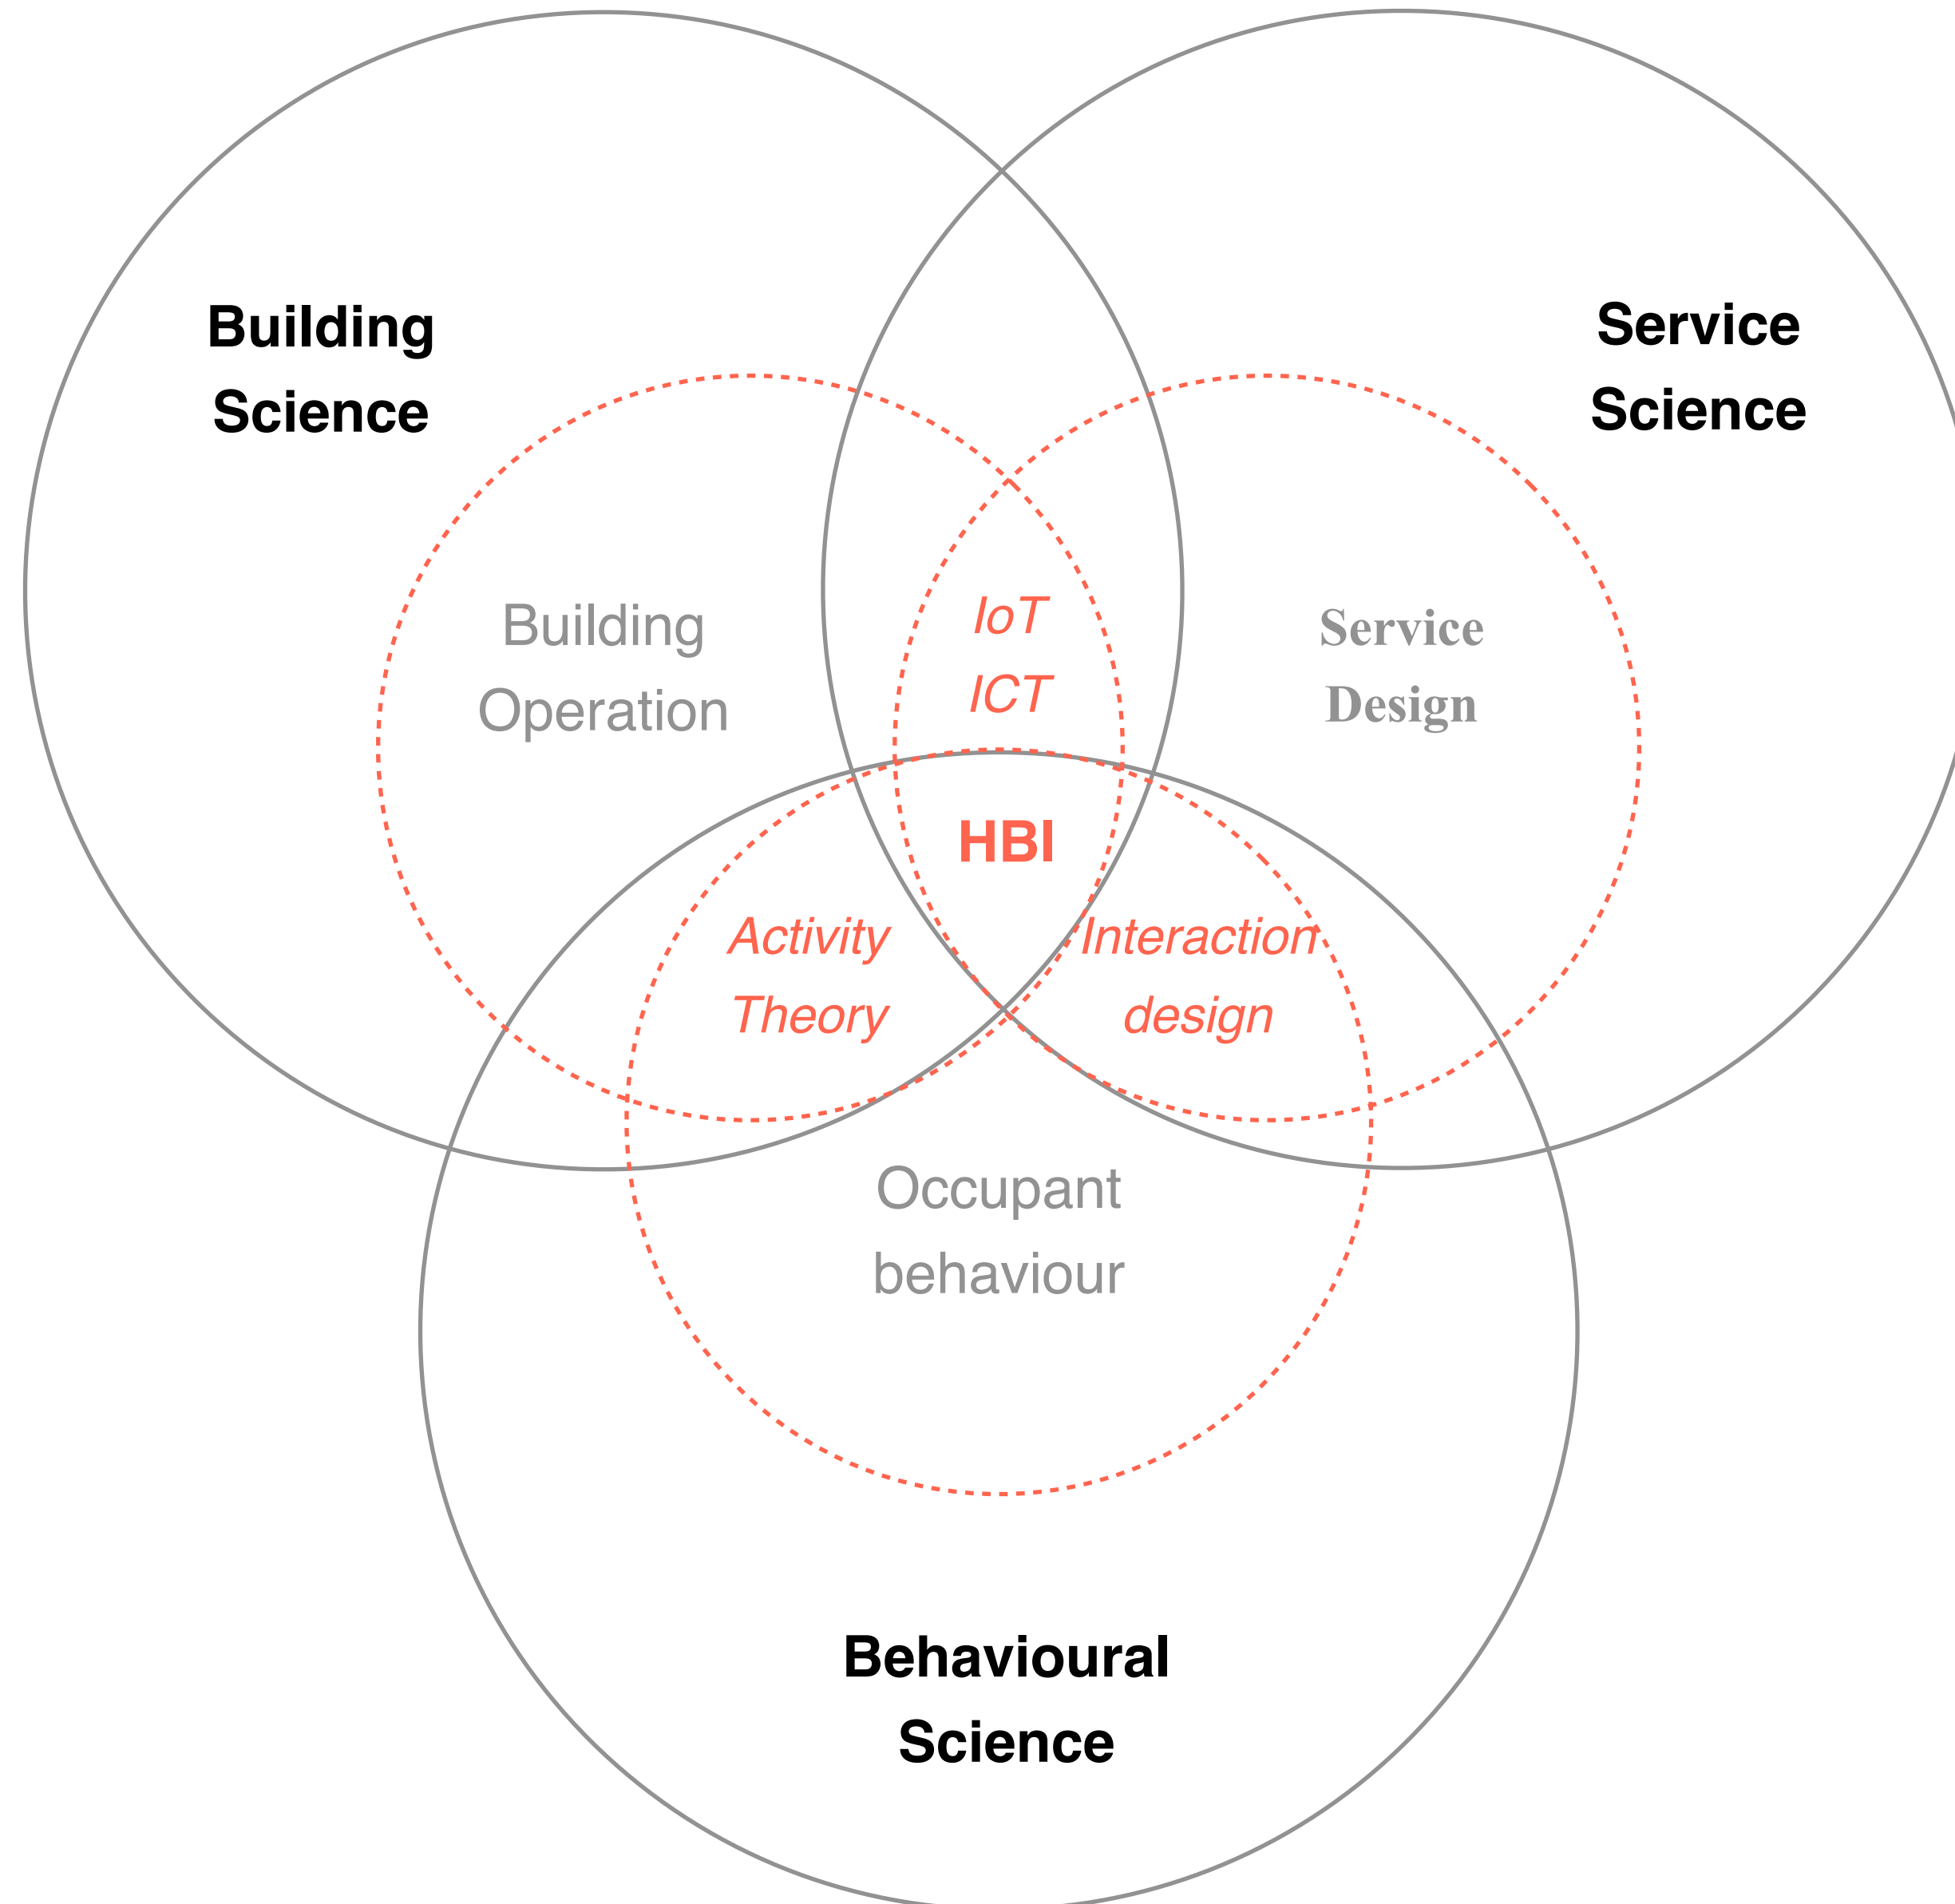 Building
Science
Service
Science
Building
Operation
IoT
ICT
Service
Design
HBI
Activity
Theory
Interaction
design
Occupant
behaviour
Behavioural
Science